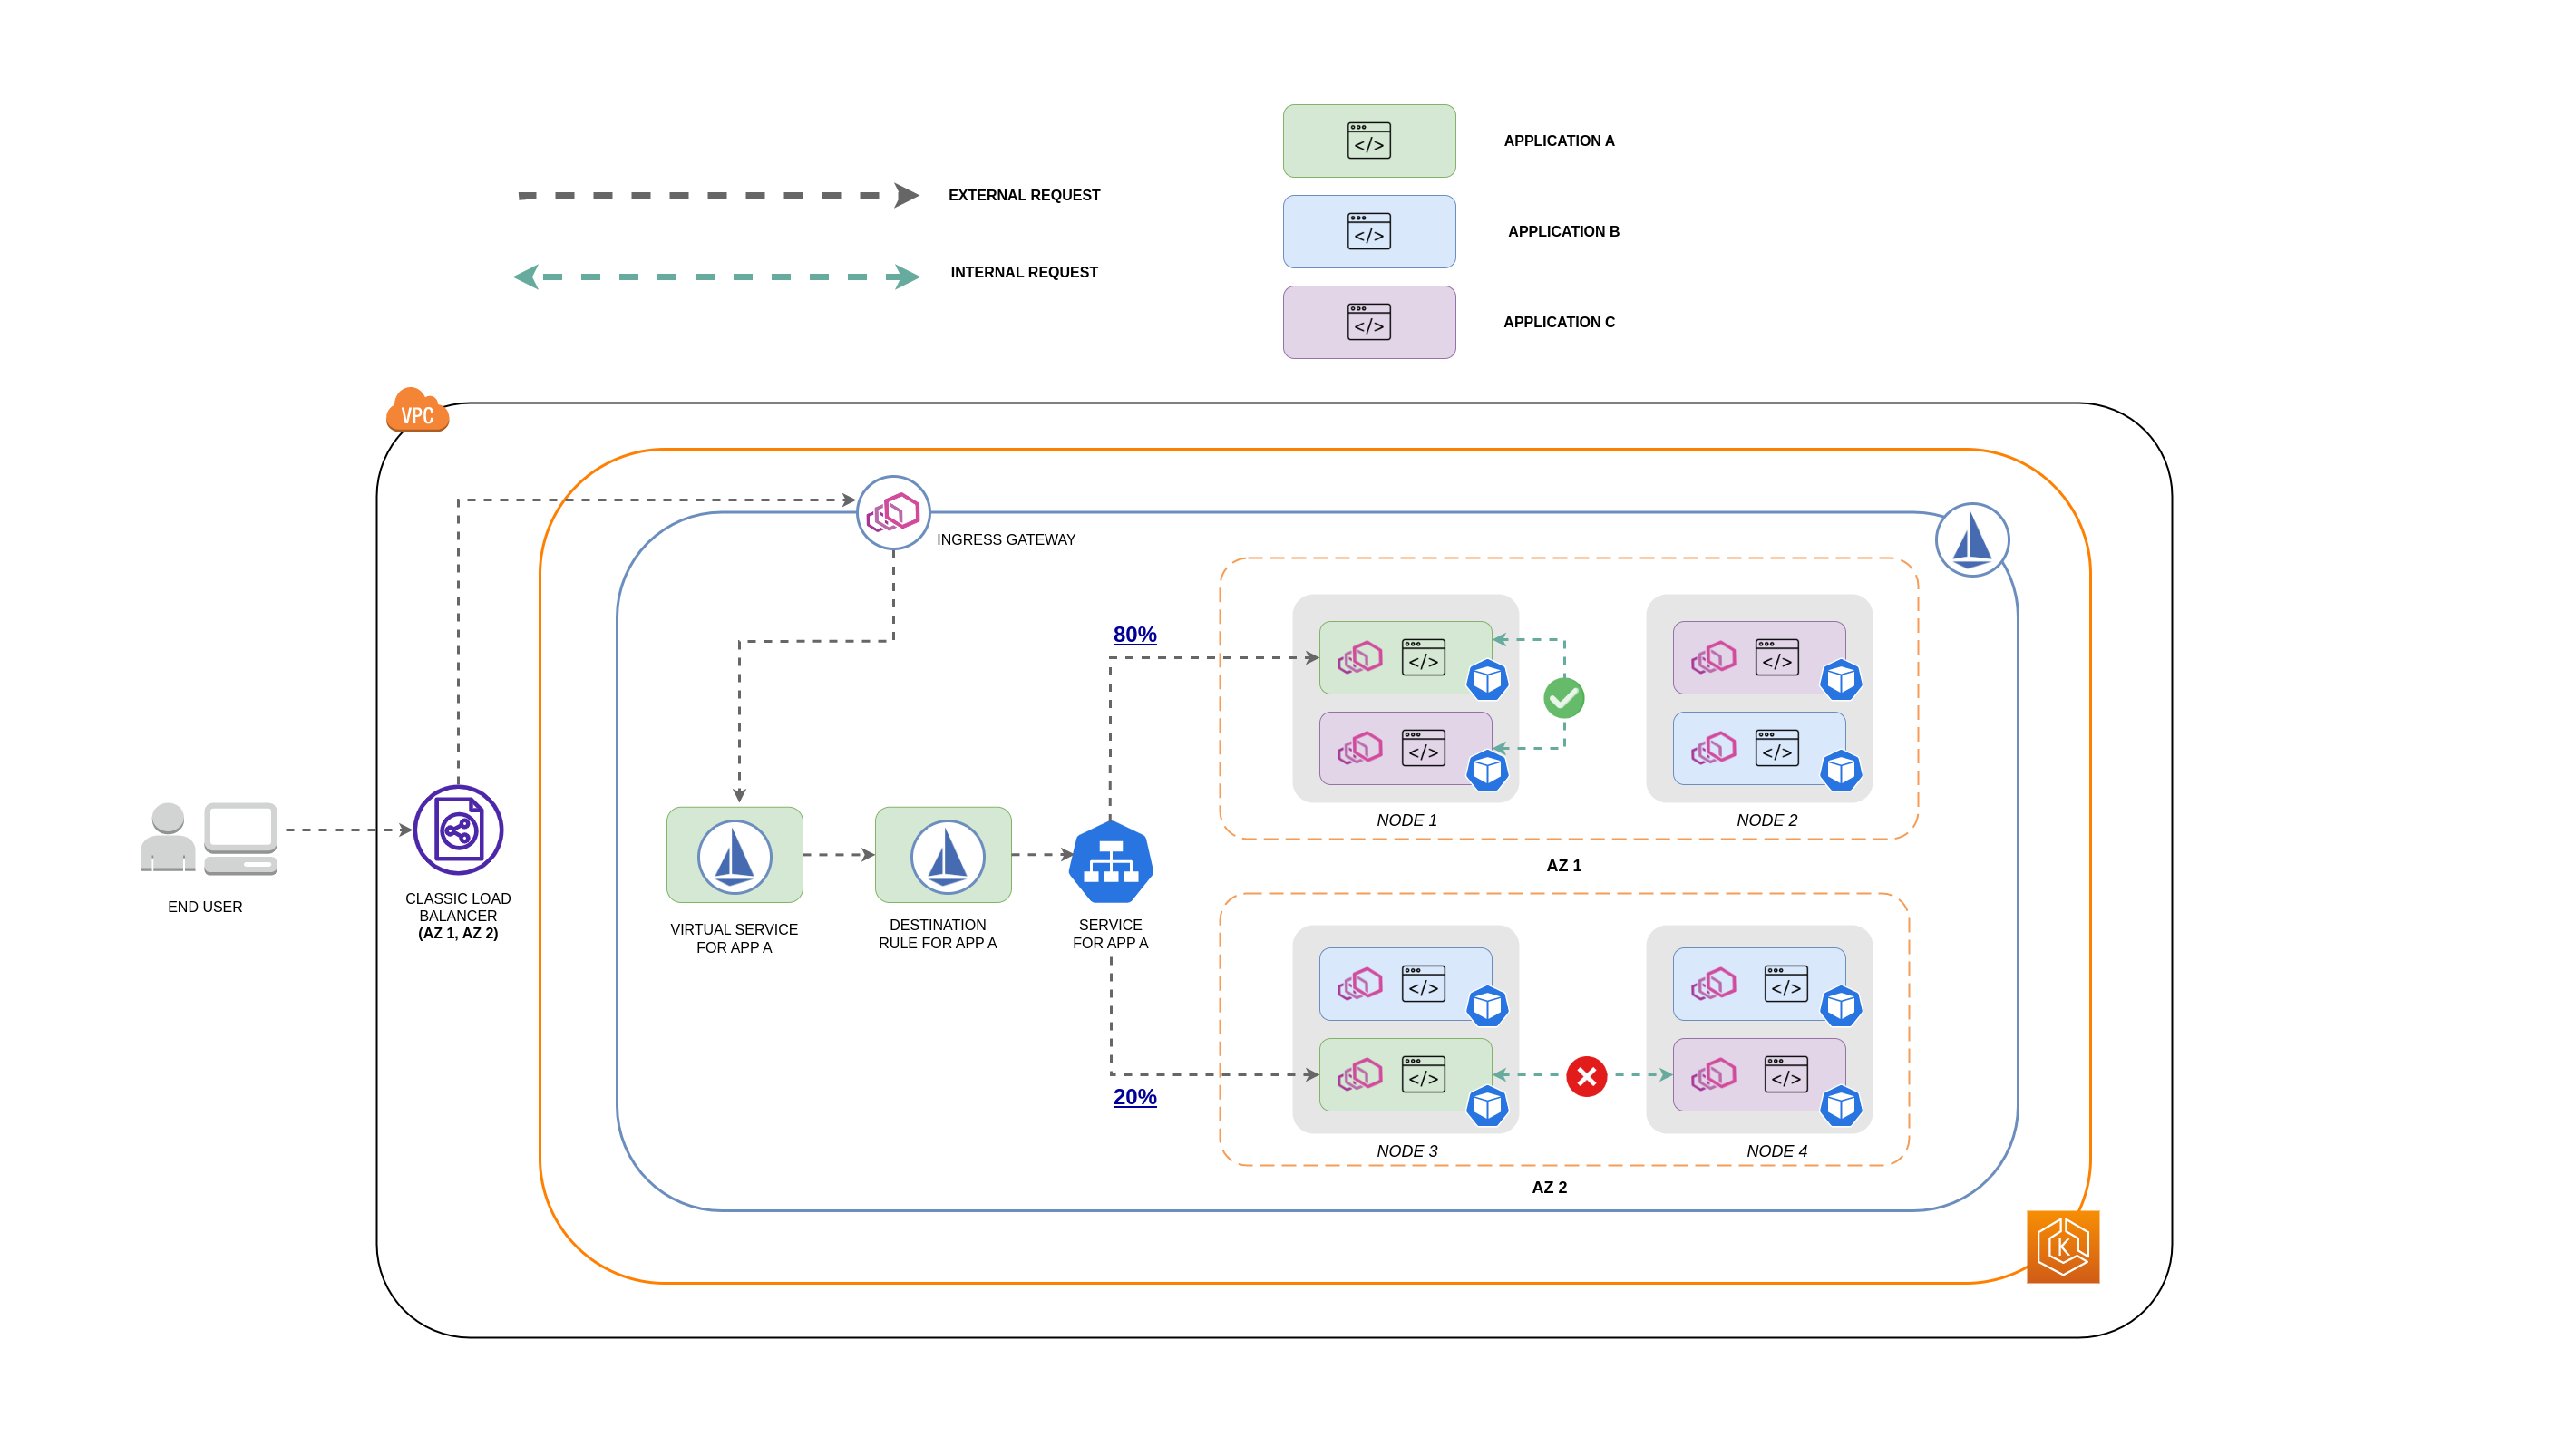 APPLICATION A
EXTERNAL REQUEST
APPLICATION B
INTERNAL REQUEST
APPLICATION C
</>
</>
</>
VPC
INGRESS GATEWAY
80%
</>
</>
</>
</>
NODE 1
NODE 2
AZ 1
END USER
CLASSIC LOAD
BALANCER
(AZ 1, AZ 2)
VIRTUAL SERVICE
FOR APP A
DESTINATION
RULE FOR APP A
SERVICE
FOR APP A
20%
</>
</>
</>
</>
NODE 3
NODE 4
AZ 2
K